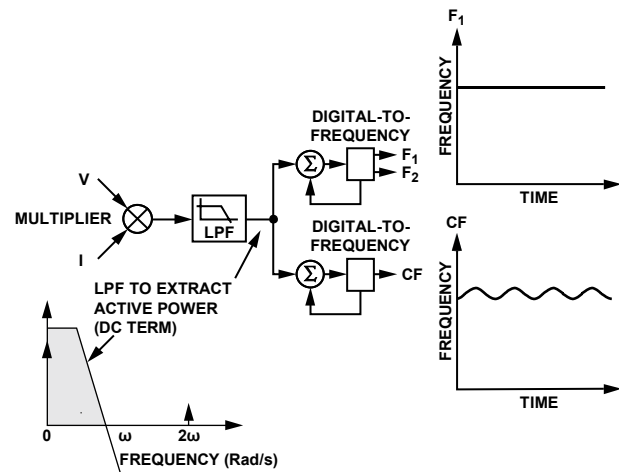 V
MULTIPLIER
I
LPF
LPF TO EXTRACT
ACTIVE POWER
(DC TERM)
0
ω
2ω
FREQUENCY (Rad/s)
DIGITAL-TO-
FREQUENCY
Σ
F1
F2
DIGITAL-TO-
FREQUENCY
Σ
CF
F1
FREQUENCY
TIME
CF
FREQUENCY
TIME